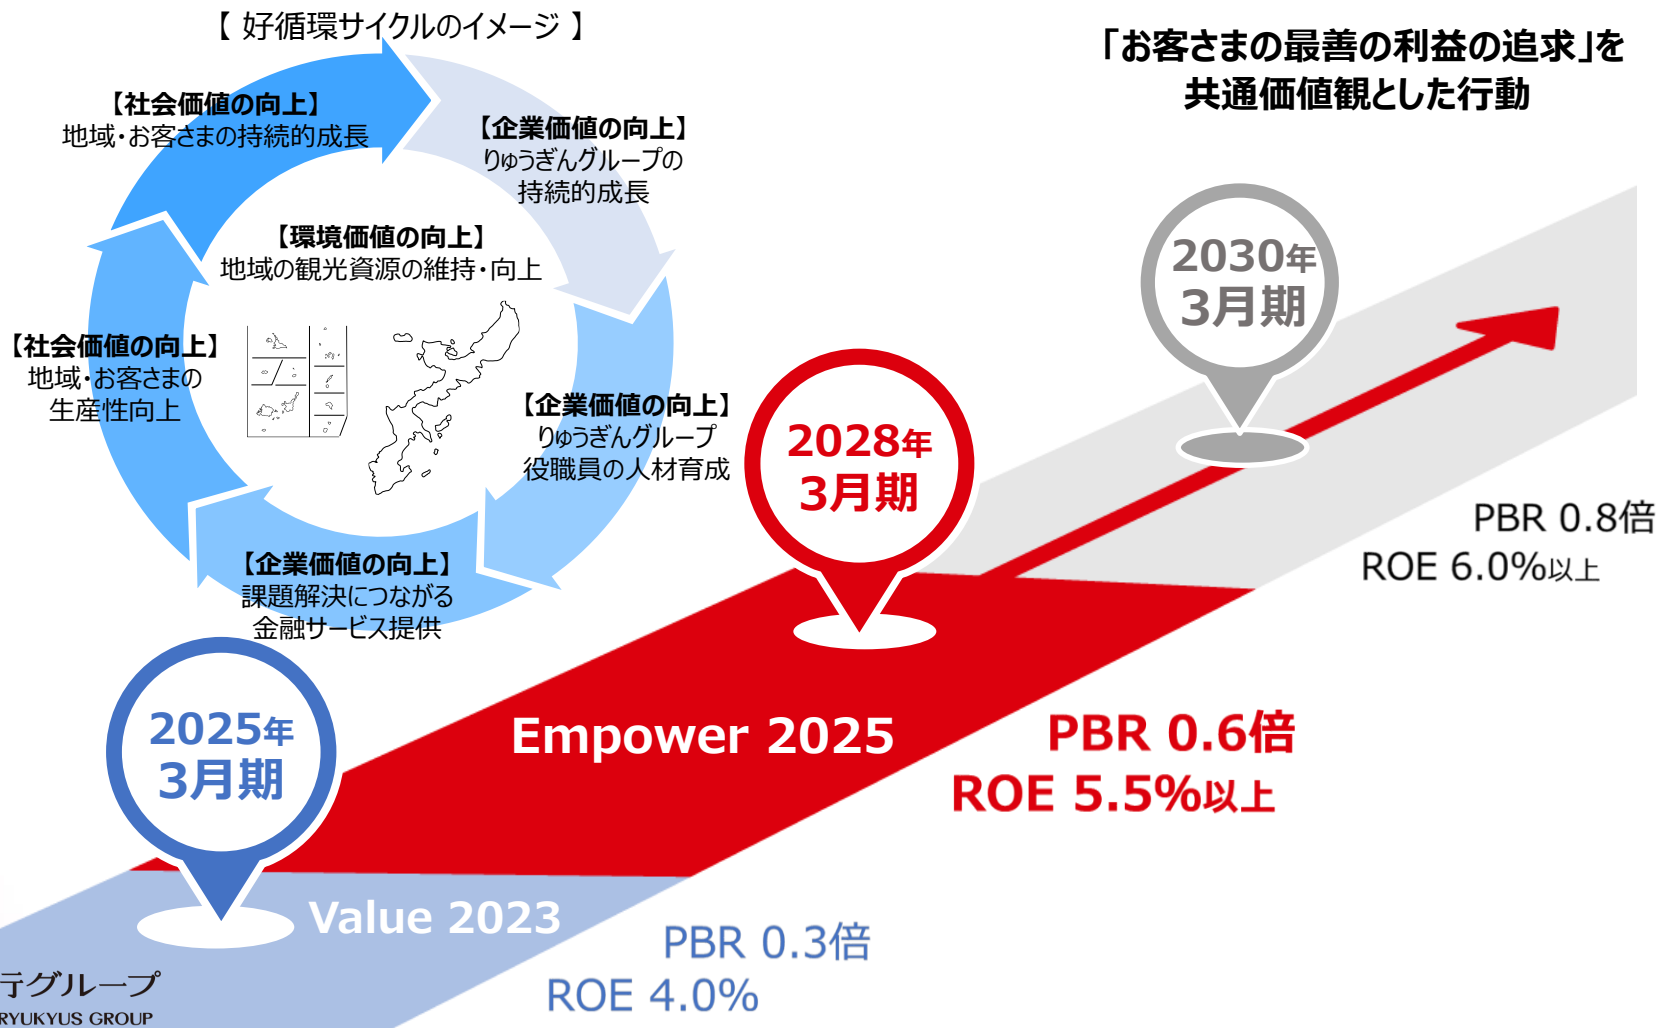 【 好循環サイクルのイメージ 】
【社会価値の向上】
地域・お客さまの持続的成長
【企業価値の向上】
りゅうぎんグループの
持続的成長
【環境価値の向上】
地域の観光資源の維持・向上
【社会価値の向上】
地域・お客さまの
生産性向上
【企業価値の向上】
りゅうぎんグループ
役職員の人材育成
【企業価値の向上】
課題解決につながる
金融サービス提供
「お客さまの最善の利益の追求」を
共通価値観とした行動
2030年
3月期
PBR 0.8倍
ROE 6.0%以上
2028年
3月期
Empower 2025
PBR 0.6倍
ROE 5.5%以上
2025年
3月期
Value 2023
PBR 0.3倍
ROE 4.0%
行グループ
RYUKYUS GROUP